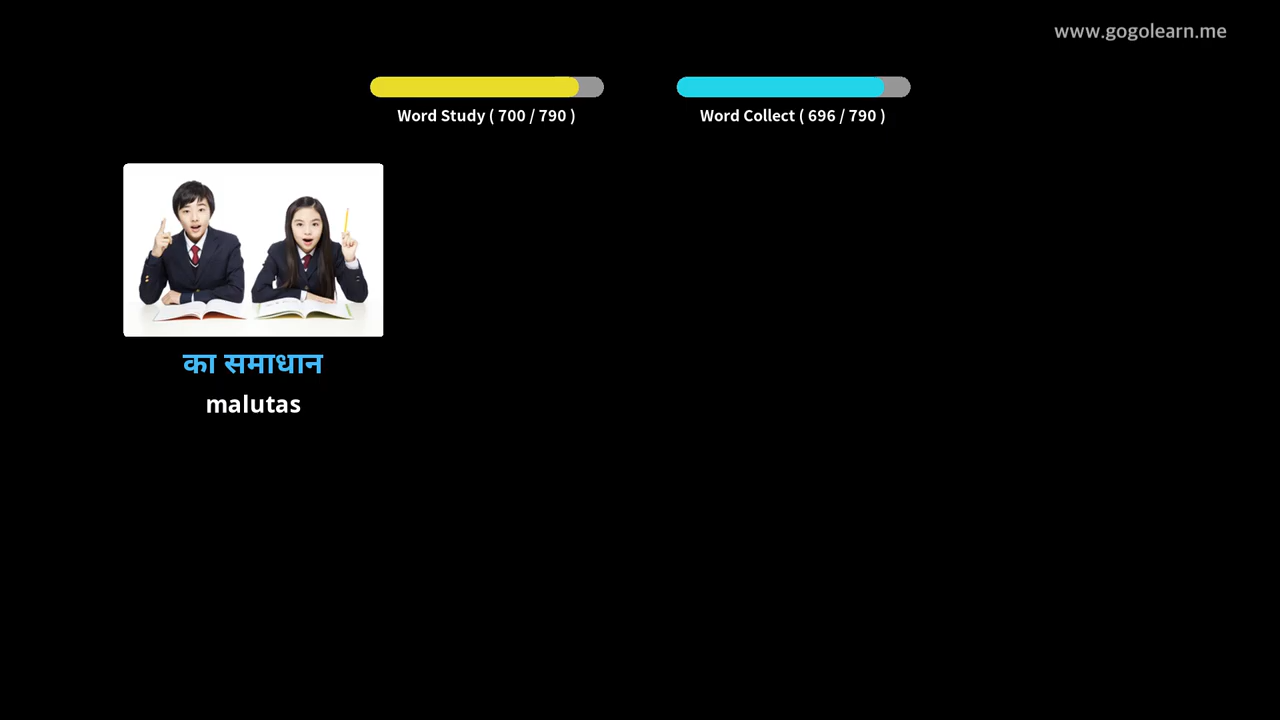 www.gogolearn.me
Word Study ( 700 / 790 )
Word Collect ( 696 / 790 )
का समाधान
malutas